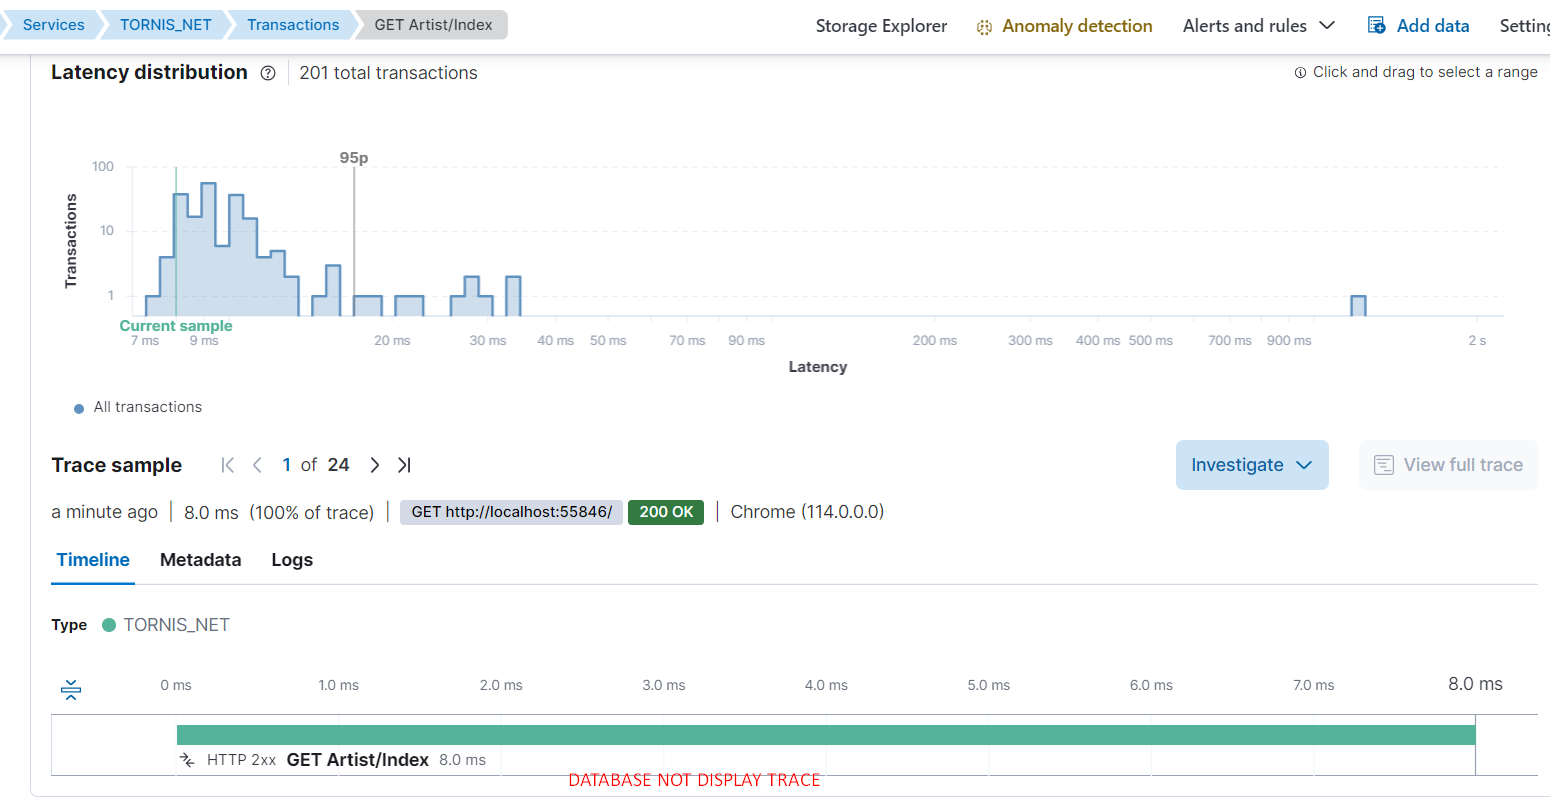 Services TORNIS_NET Transactions GET Artist/Index Storage Explorer Anomaly detection Alerts and rules Add data Setting
Latency distribution 201 total transactions Click and drag to select a range
95p
100
10
1
Transactions
Current sample
7 ms 9 ms 20 ms 30 ms 40 ms 50 ms 70 ms 90 ms 200 ms 300 ms 400 ms 500 ms 700 ms 900 ms 2 s
Latency
All transactions
Trace sample 1 of 24 Investigate View full trace
a minute ago 8.0 ms (100% of trace) GET http://localhost:55846/ 200 OK Chrome (114.0.0.0)
Timeline Metadata Logs
Type TORNIS_NET
0 ms 1.0 ms 2.0 ms 3.0 ms 4.0 ms 5.0 ms 6.0 ms 7.0 ms 8.0 ms
HTTP 2xx GET Artist/Index 8.0 ms
DATABASE NOT DISPLAY TRACE